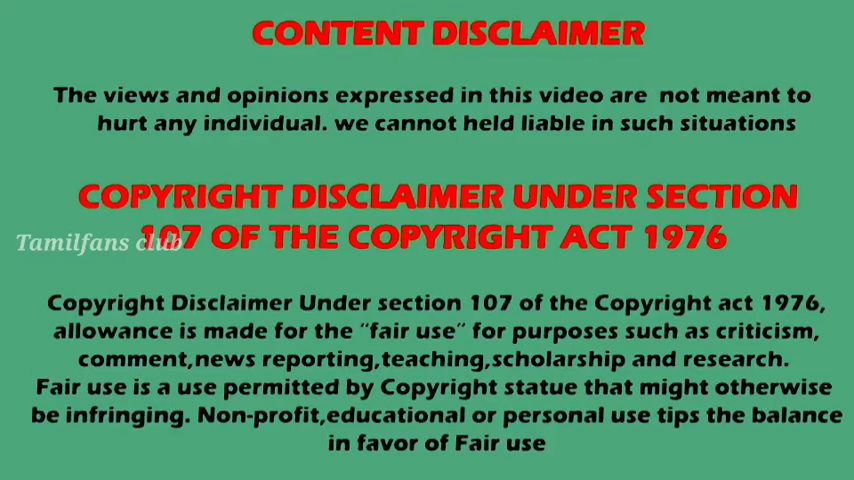 CONTENT DISCLAIMER
The views and opinions expressed in this video are not meant to
hurt any individual. we cannot held liable in such situations
COPYRIGHT DISCLAIMER UNDER SECTION
107 OF THE COPYRIGHT ACT 1976
Tamilfans club
Copyright Disclaimer Under section 107 of the Copyright act 1976,
allowance is made for the "fair use" for purposes such as criticism,
comment,news reporting,teaching,scholarship and research.
Fair use is a use permitted by Copyright statue that might otherwise
be infringing. Non-profit,educational or personal use tips the balance
in favor of Fair use